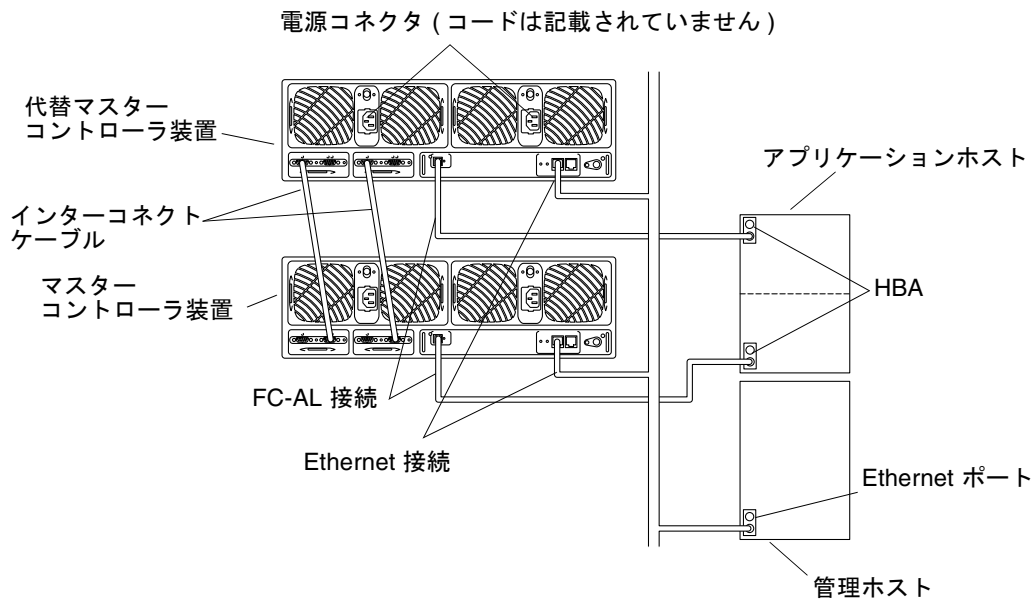 電源コネクタ ( コードは記載されていません )
代替マスター
コントローラ装置
アプリケーションホスト
インターコネクト
ケーブル
マスター
コントローラ装置
HBA
FC-AL 接続
Ethernet 接続
Ethernet ポート
管理ホスト